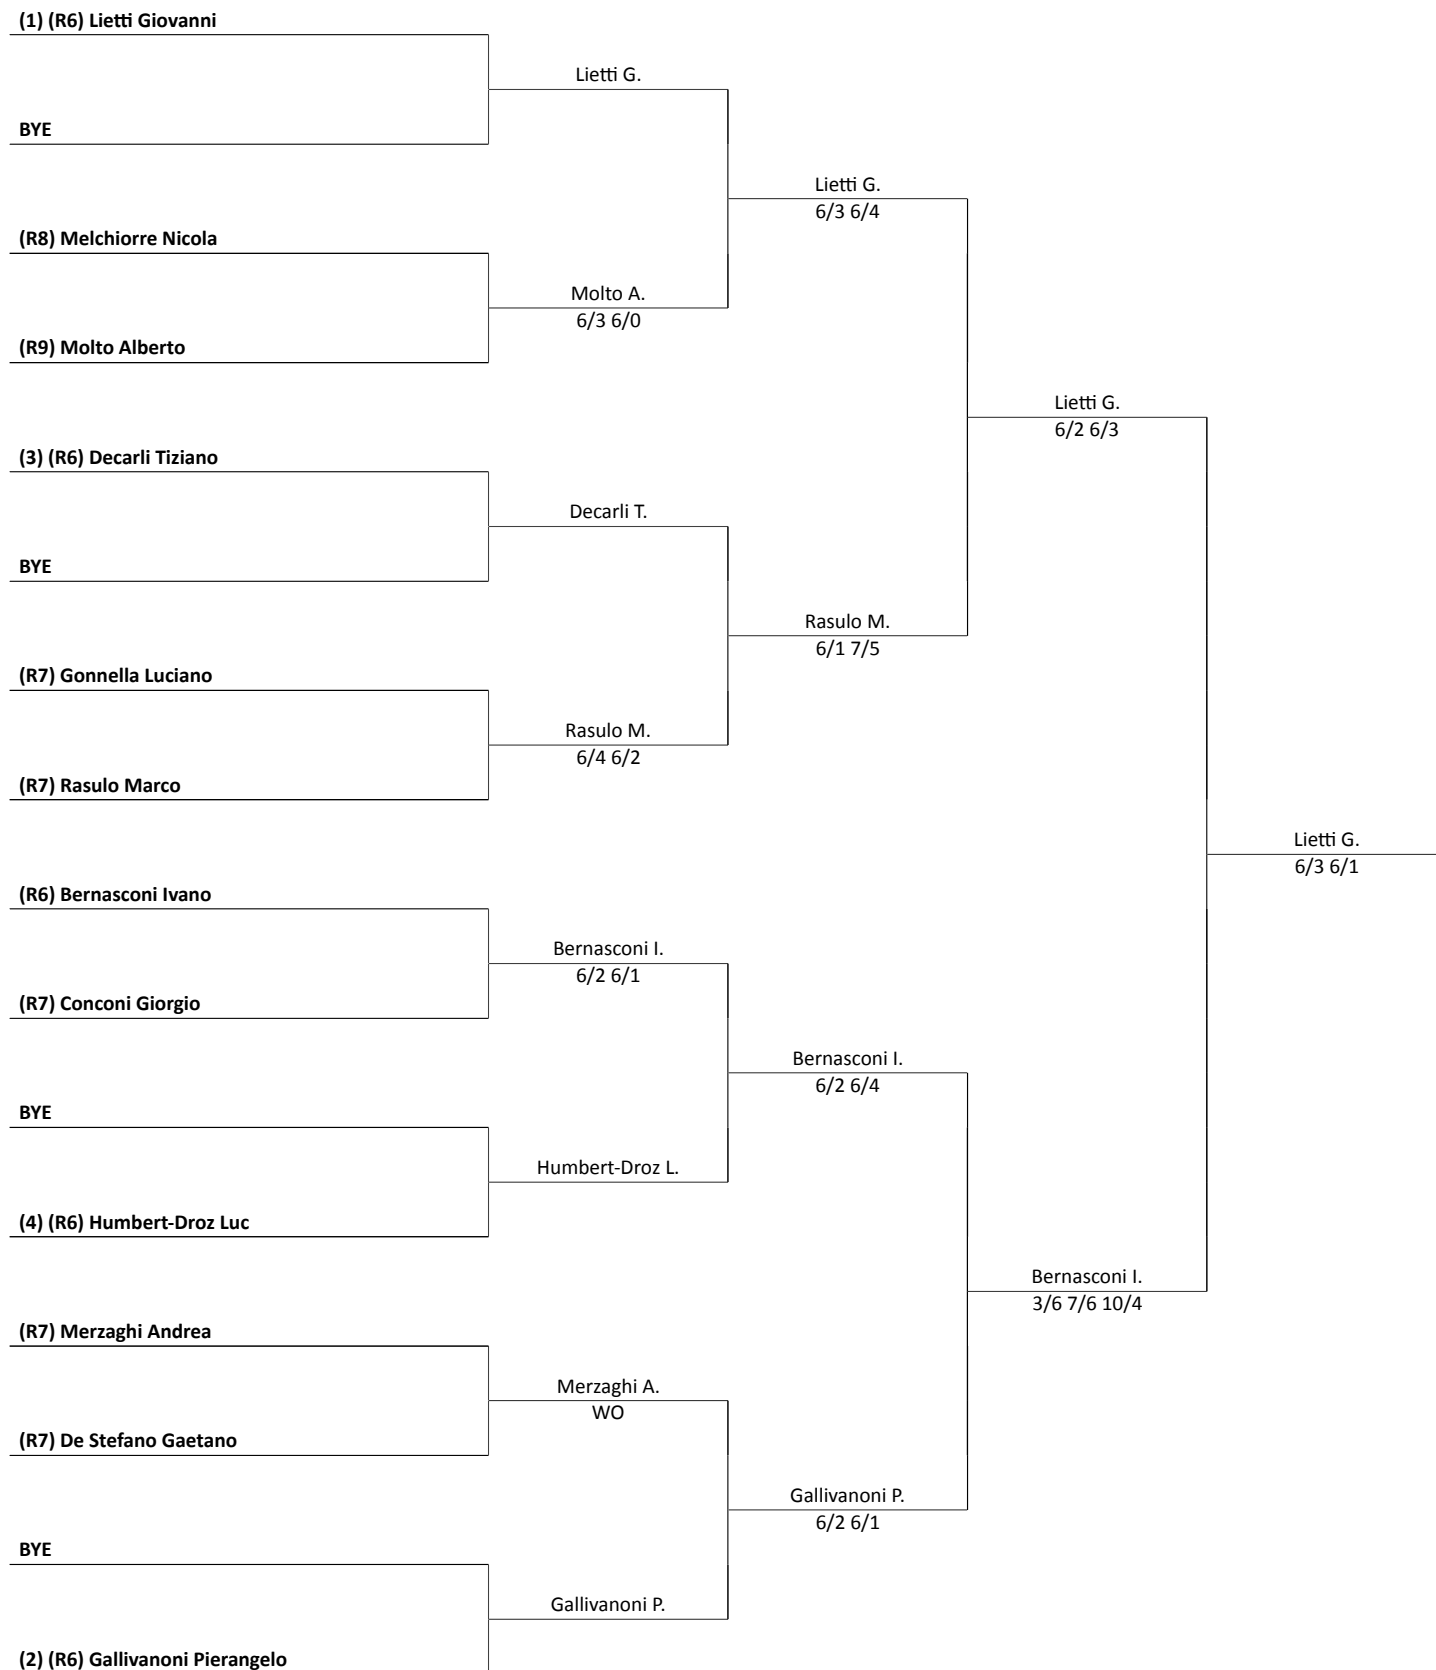 (1) (R6) Lietti Giovanni
Lietti G.
BYE
Lietti G.
6/3 6/4
(R8) Melchiorre Nicola
Molto A.
6/3 6/0
(R9) Molto Alberto
Lietti G.
6/2 6/3
(3) (R6) Decarli Tiziano
Decarli T.
BYE
Rasulo M.
6/1 7/5
(R7) Gonnella Luciano
Rasulo M.
6/4 6/2
(R7) Rasulo Marco
Lietti G.
6/3 6/1
(R6) Bernasconi Ivano
Bernasconi I.
6/2 6/1
(R7) Conconi Giorgio
Bernasconi I.
6/2 6/4
BYE
Humbert-Droz L.
(4) (R6) Humbert-Droz Luc
Bernasconi I.
3/6 7/6 10/4
(R7) Merzaghi Andrea
Merzaghi A.
WO
(R7) De Stefano Gaetano
Gallivanoni P.
6/2 6/1
BYE
Gallivanoni P.
(2) (R6) Gallivanoni Pierangelo